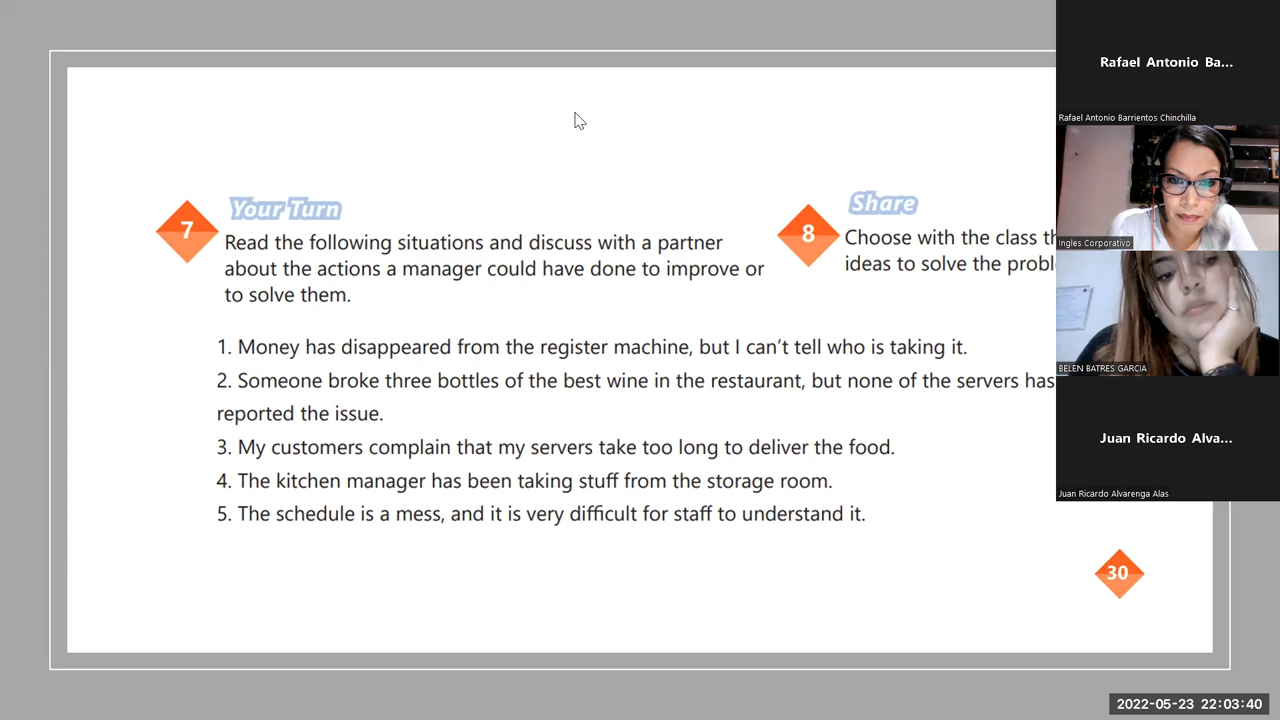 7
Your Turn
Read the following situations and discuss with a partner
about the actions a manager could have done to improve or
to solve them.
8
Share
Choose with the class
ideas to solve the
1. Money has disappeared from the register machine, but I can't tell who is taking it.
2. Someone broke three bottles of the best wine in the restaurant, but none of the servers has
reported the issue.
3. My customers complain that my servers take too long to deliver the food.
4. The kitchen manager has been taking stuff from the storage room.
5. The schedule is a mess, and it is very difficult for staff to understand it.
30
Rafael Antonio Ba...
Rafael Antonio Barrientos Chinchilla
Ingles Corporativo
BELEN BATRES GARCIA
Juan Ricardo Alva...
Juan Ricardo Alvarenga Alas
2022-05-23 22:03:40